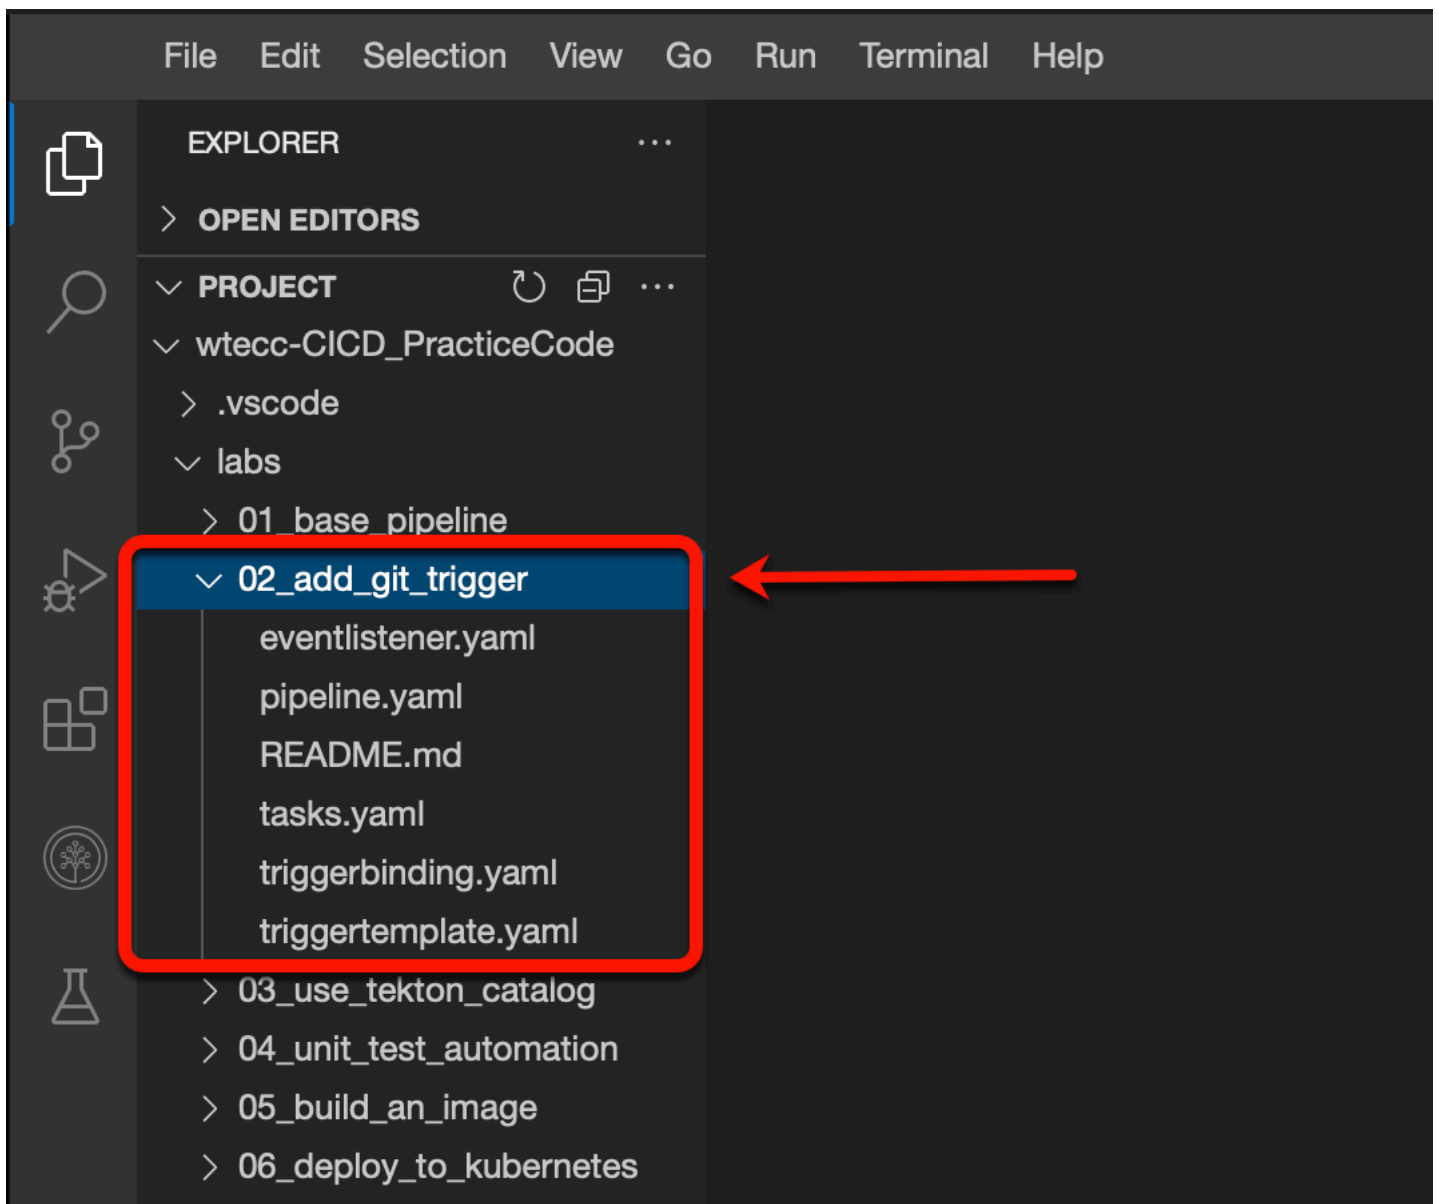 File Edit Selection View Go Run Terminal Help
EXPLORER
OPEN EDITORS
PROJECT
wtecc-CICD_PracticeCode
.vscode
labs
01_base_pipeline
02_add_git_trigger
eventlistener.yaml
pipeline.yaml
README.md
tasks.yaml
triggerbinding.yaml
triggertemplate.yaml
03_use_tekton_catalog
04_unit_test_automation
05_build_an_image
06_deploy_to_kubernetes